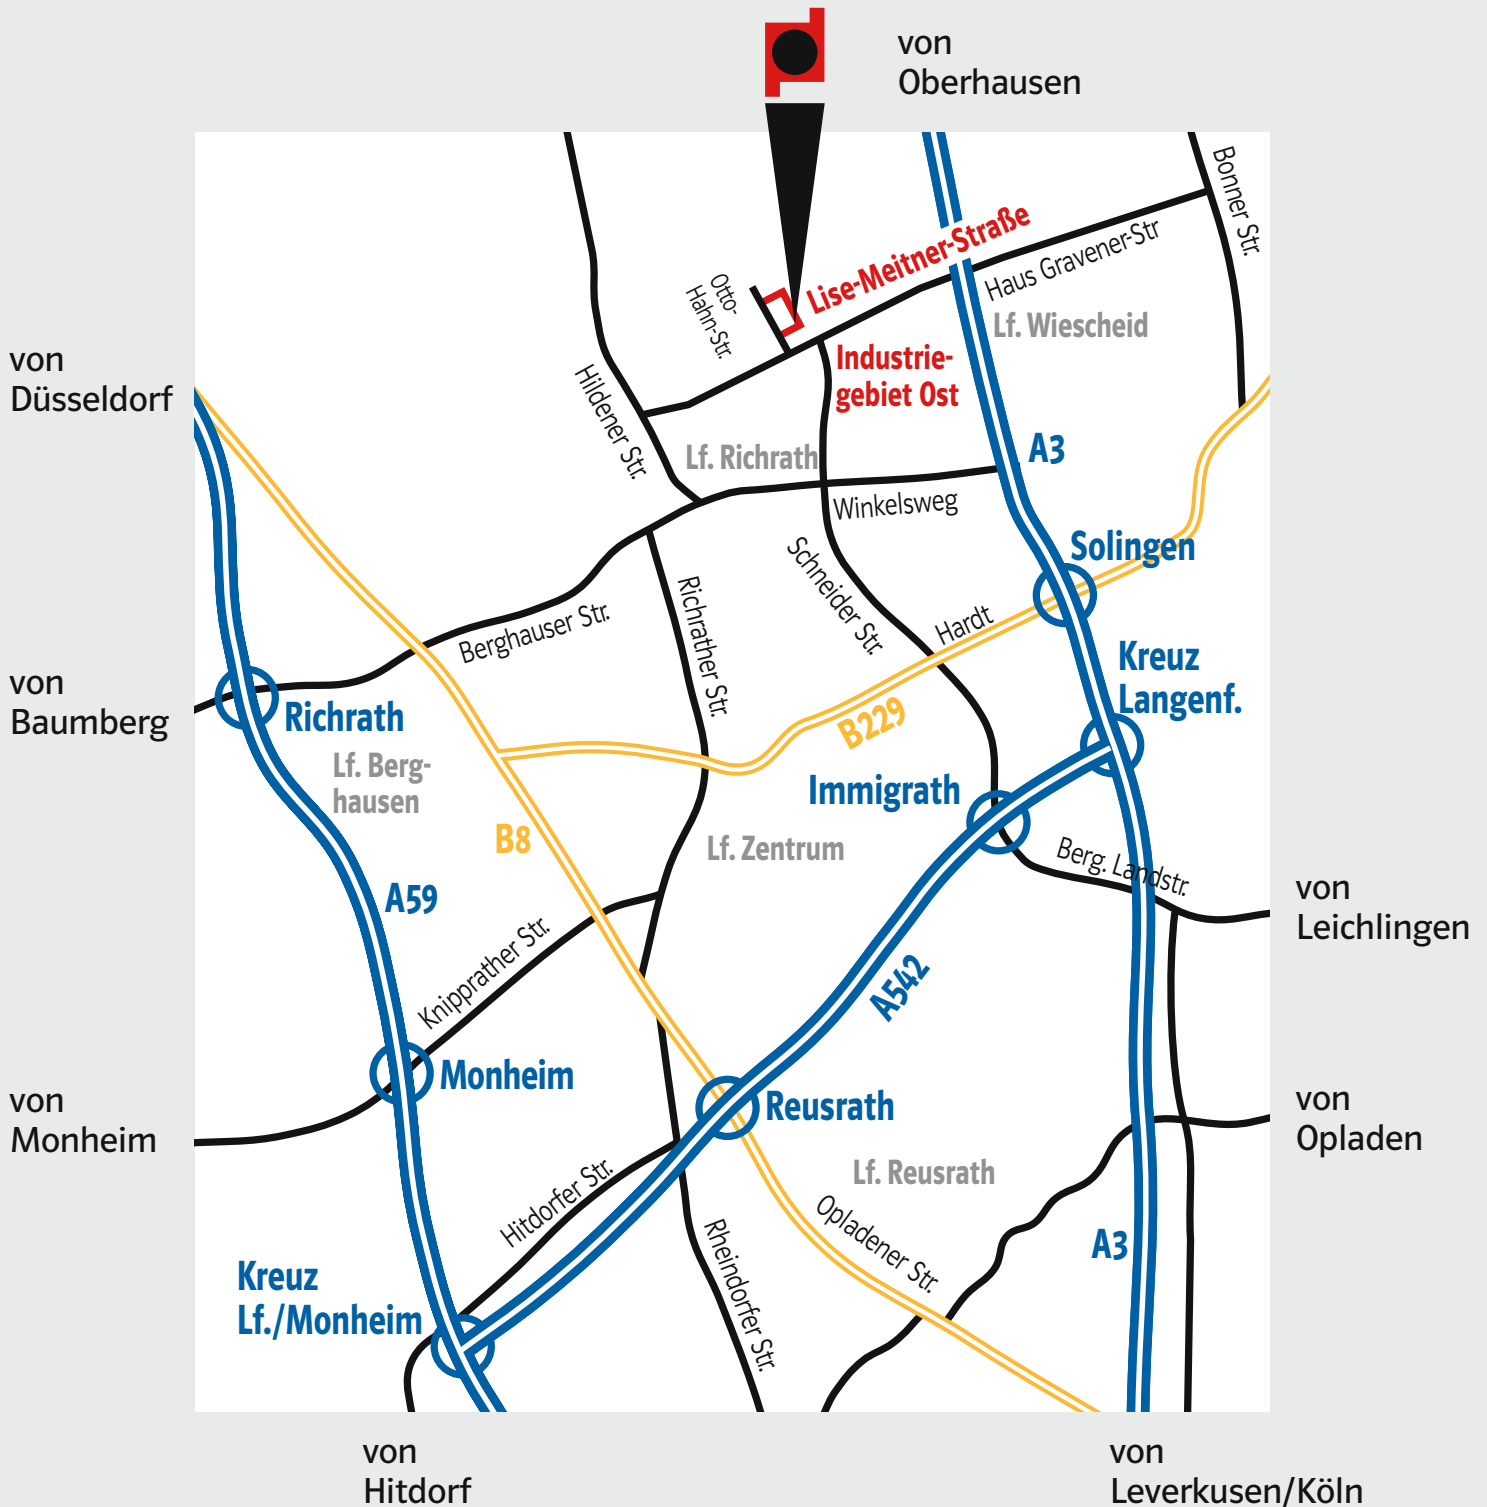 von
Oberhausen
Bonner Str.
Lise-Meitner-Straße
Haus Gravener-Str
Otto-
Hahn-Str.
Lf. Wiescheid
Industrie-
gebiet Ost
von
Düsseldorf
Hildener Str.
Lf. Richrath
A3
Winkelsweg
Solingen
Schneider Str.
Richrather Str.
Berghauser Str.
Hardt
Kreuz
Langenf.
von
Baumberg
Richrath
B229
Lf. Berg-
hausen
Immigrath
B8
Lf. Zentrum
Berg. Landstr.
A59
von
Leichlingen
Knipprather Str.
A542
Monheim
Reusrath
von
Monheim
von
Opladen
Lf. Reusrath
Hitdorfer Str.
Opladener Str.
A3
Rheindorfer Str.
Kreuz
Lf./Monheim
von
Hitdorf
von
Leverkusen/Köln